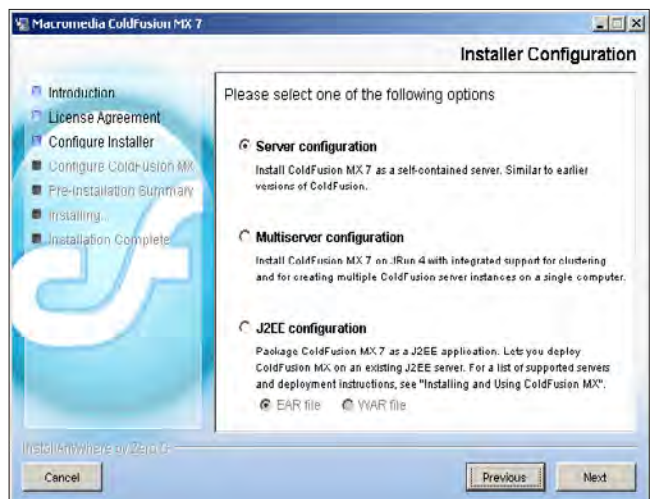 Macromedia ColdFusion MX 7
Installer Configuration
Introduction
License Agreement
Configure Installer
Configure ColdFusion MX
Pre-Installation Summary
Installing...
Installation Complete
Please select one of the following options
Server configuration
Install ColdFusion MX 7 as a self-contained server. Similar to earlier
versions of ColdFusion.
Multiserver configuration
Install ColdFusion MX 7 on JRun 4 with integrated support for clustering
and for creating multiple ColdFusion server instances on a single computer.
J2EE configuration
Package ColdFusion MX 7 as a J2EE application. Lets you deploy
ColdFusion MX on an existing J2EE server. For a list of supported servers
and deployment instructions, see "Installing and Using ColdFusion MX".
EAR file WAR file
InstallAnywhere by Zero G
Cancel Previous Next